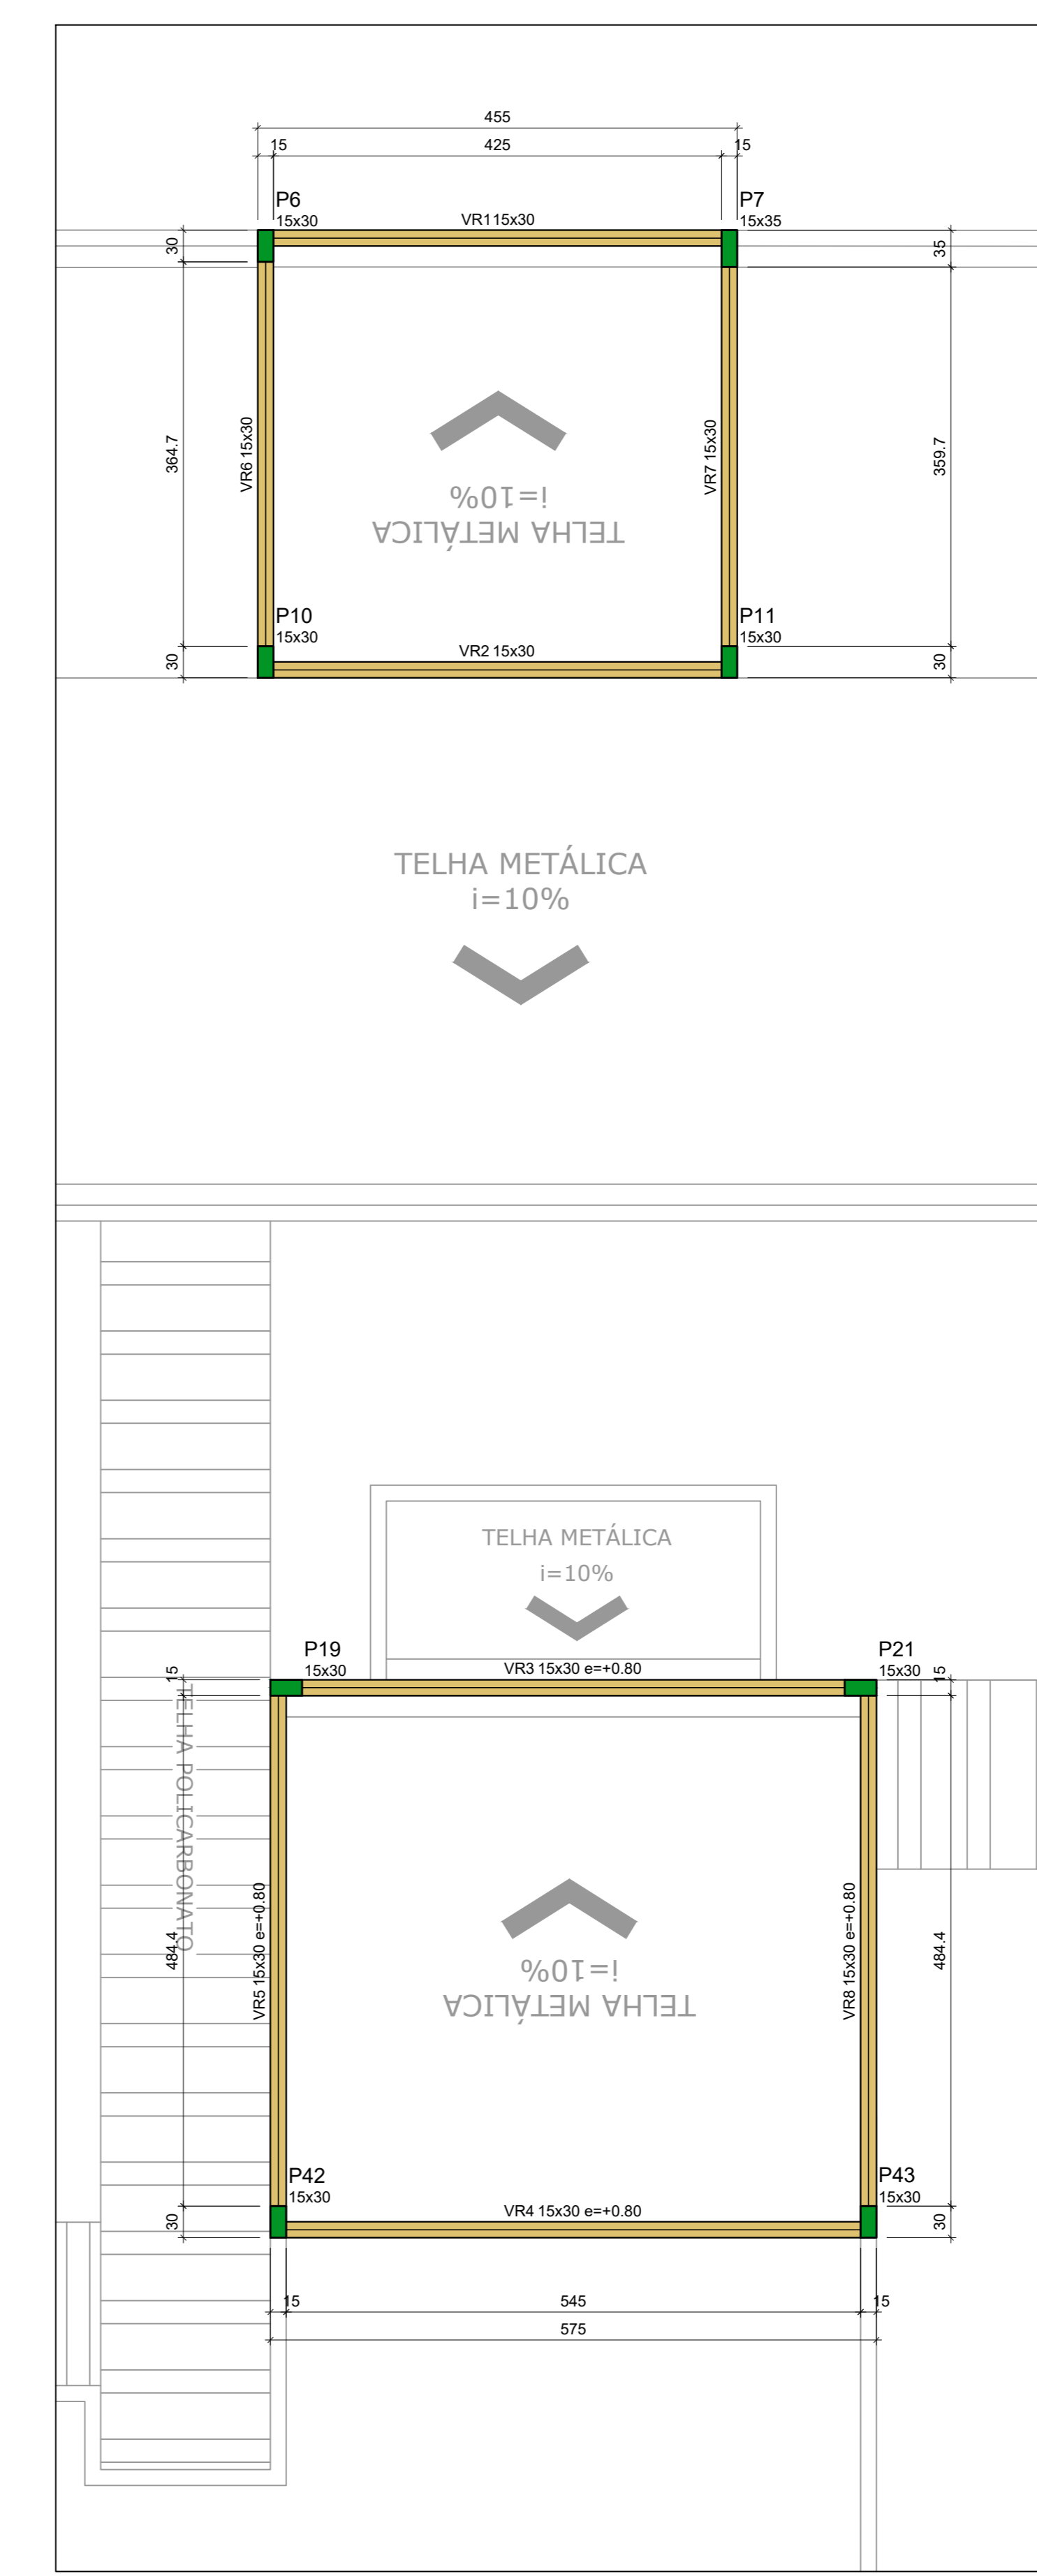 455
15
425
15
P6
15x30
VR1 15x30
P7
15x35
30
35
364.7
VR6 15x30
VR7 15x30
359.7
i=10%
TELHA METÁLICA
P10
15x30
P11
15x30
VR2 15x30
30
30
TELHA METÁLICA
i=10%
TELHA METÁLICA
i=10%
P19
15x30
VR3 15x30 e=+0.80
P21
15x30
15
15
TELHA POLICARBONATO
484.4
VR5 15x30 e=+0.80
VR8 15x30 e=+0.80
484.4
i=10%
TELHA METÁLICA
P42
15x30
P43
15x30
VR4 15x30 e=+0.80
30
30
15
545
15
575